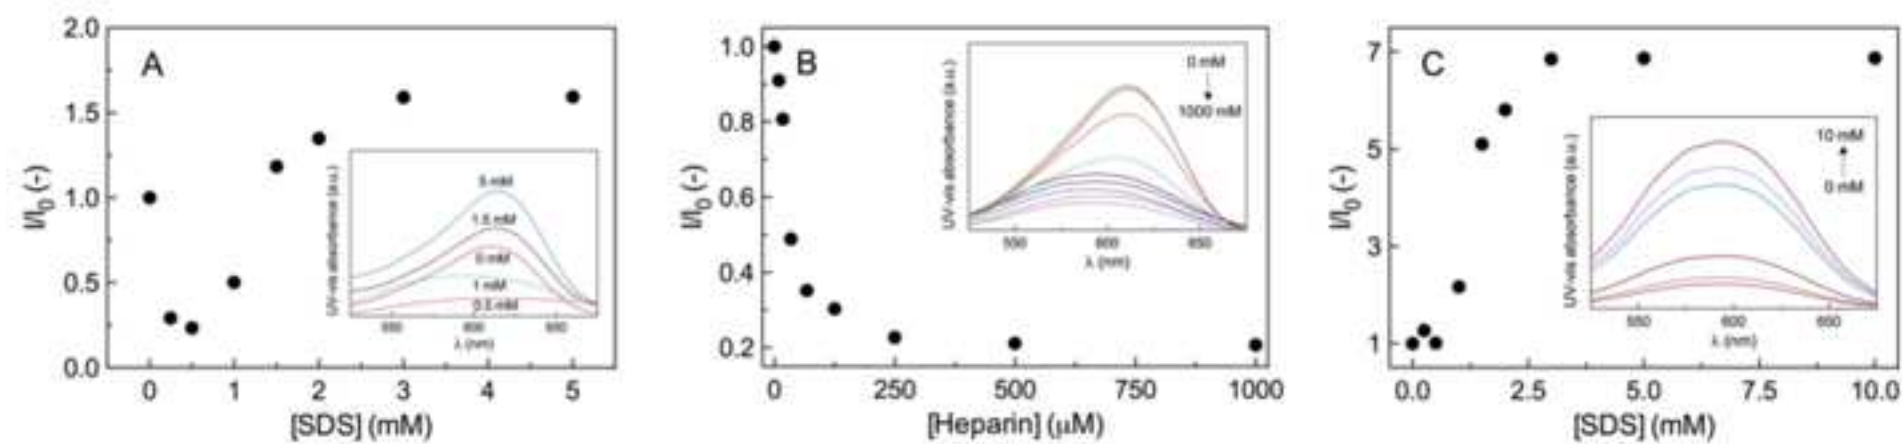 A
2.0
1.5
1.0
0.5
0.0
I/I0 (-)
0 1 2 3 4 5
[SDS] (mM)
UV-vis absorbance (a.u.)
5 mM
1.5 mM
0 mM
1 mM
0.5 mM
550 600 650
λ (nm)
B
1.0
0.8
0.6
0.4
0.2
I/I0 (-)
0 250 500 750 1000
[Heparin] (μM)
UV-vis absorbance (a.u.)
0 mM
1000 mM
550 600 650
λ (nm)
C
7
5
3
1
I/I0 (-)
0.0 2.5 5.0 7.5 10.0
[SDS] (mM)
UV-vis absorbance (a.u.)
10 mM
0 mM
550 600 650
λ (nm)